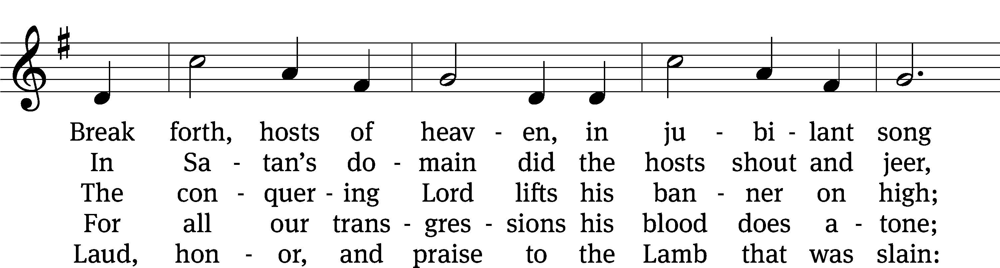 Break forth, hosts of heav - en, in ju - bi - lant song
In Sa - tan’s do - main did the hosts shout and jeer,
The con - quer - ing Lord lifts his ban - ner on high;
For all our trans - gres - sions his blood does a - tone;
Laud, hon - or, and praise to the Lamb that was slain: